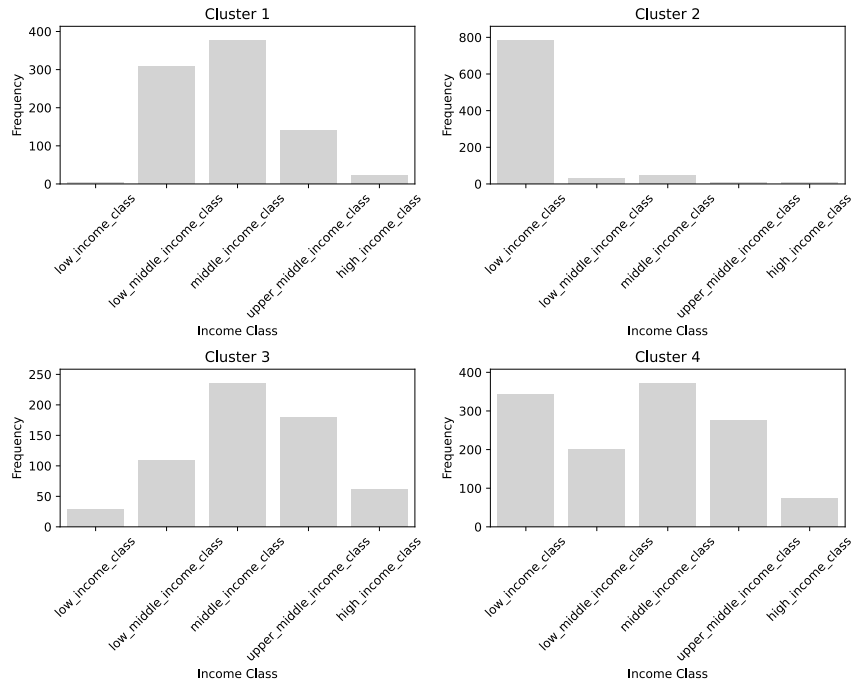 Cluster 1
400
300
200
100
0
Frequency
low_income_class
low_middle_income_class
middle_income_class
upper_middle_income_class
high_income_class
Income Class
Cluster 2
800
600
400
200
0
Frequency
low_income_class
low_middle_income_class
middle_income_class
upper_middle_income_class
high_income_class
Income Class
Cluster 3
250
200
150
100
50
0
Frequency
low_income_class
low_middle_income_class
middle_income_class
upper_middle_income_class
high_income_class
Income Class
Cluster 4
400
300
200
100
0
Frequency
low_income_class
low_middle_income_class
middle_income_class
upper_middle_income_class
high_income_class
Income Class